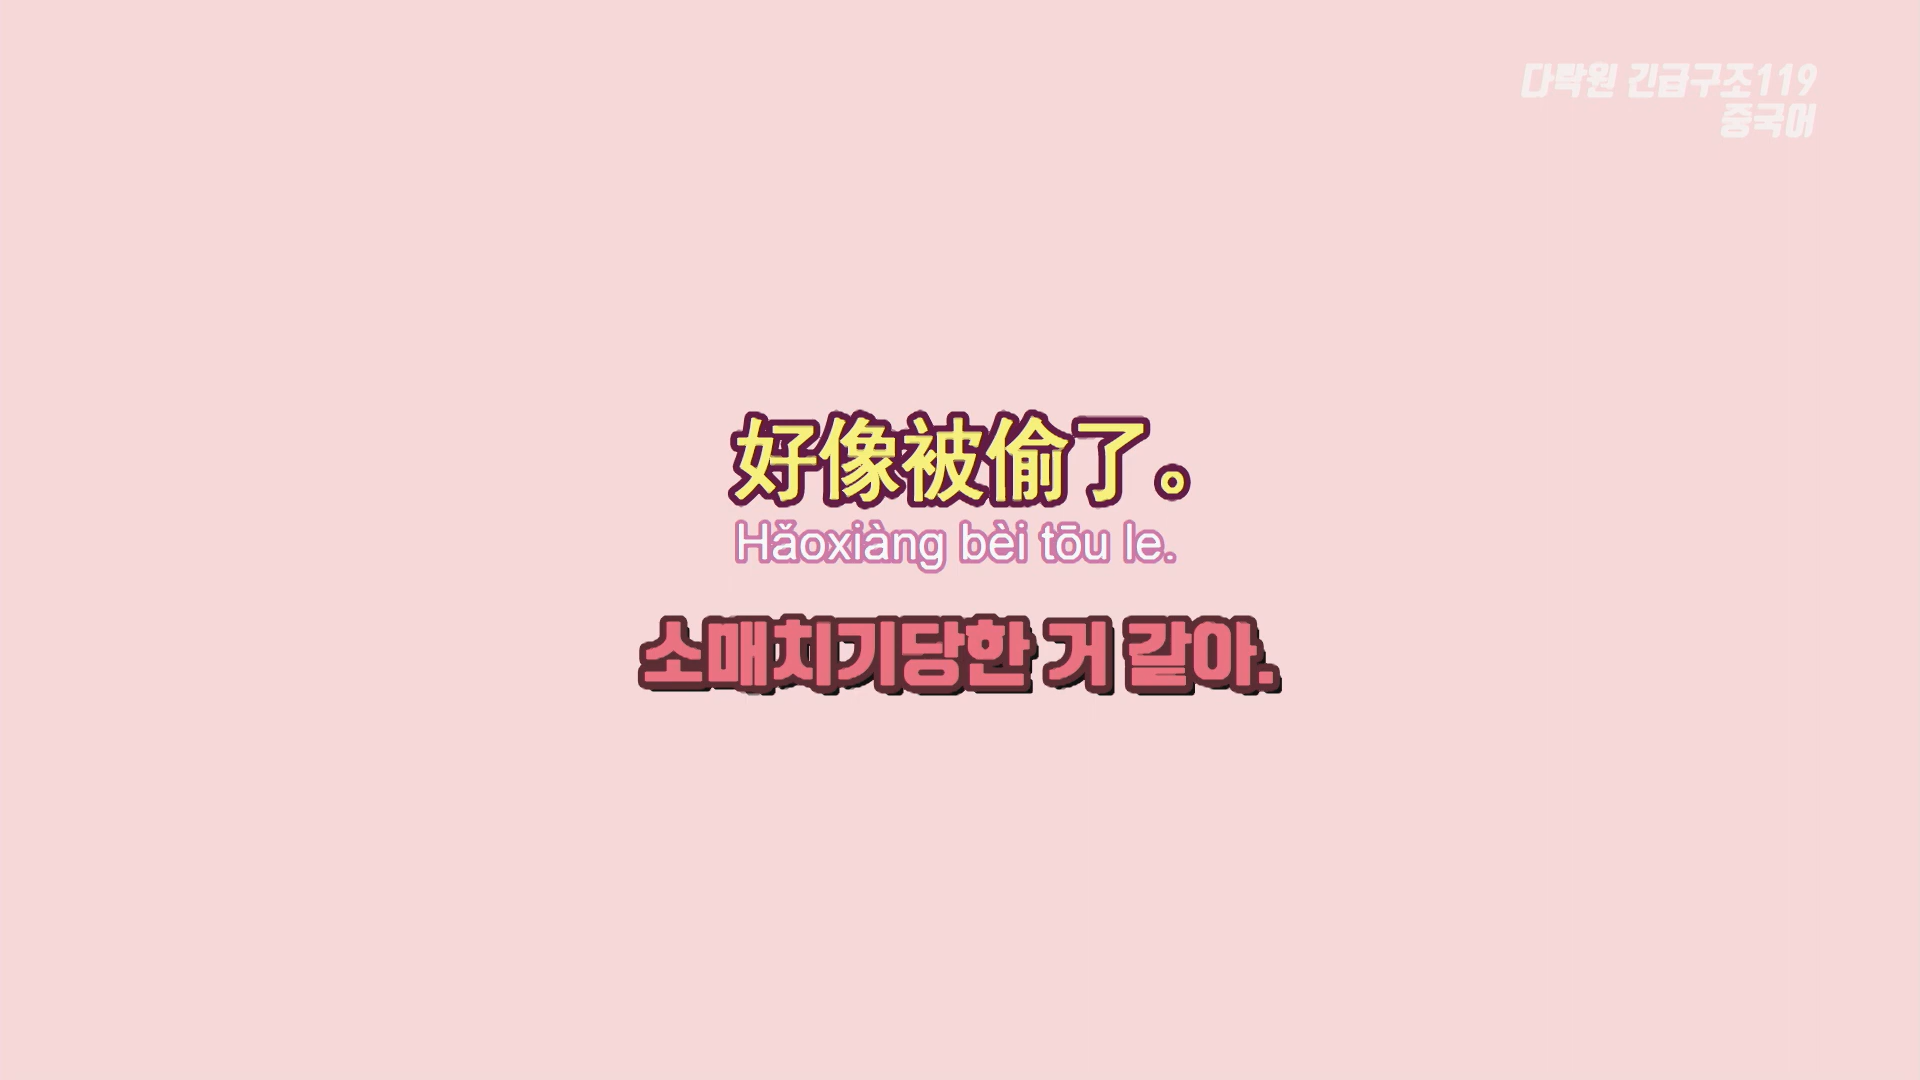 다락원 긴급구조119
중국어
好像被偷了。
Hǎoxiàng bèi tōu le.
소매치기당한 거 같아.